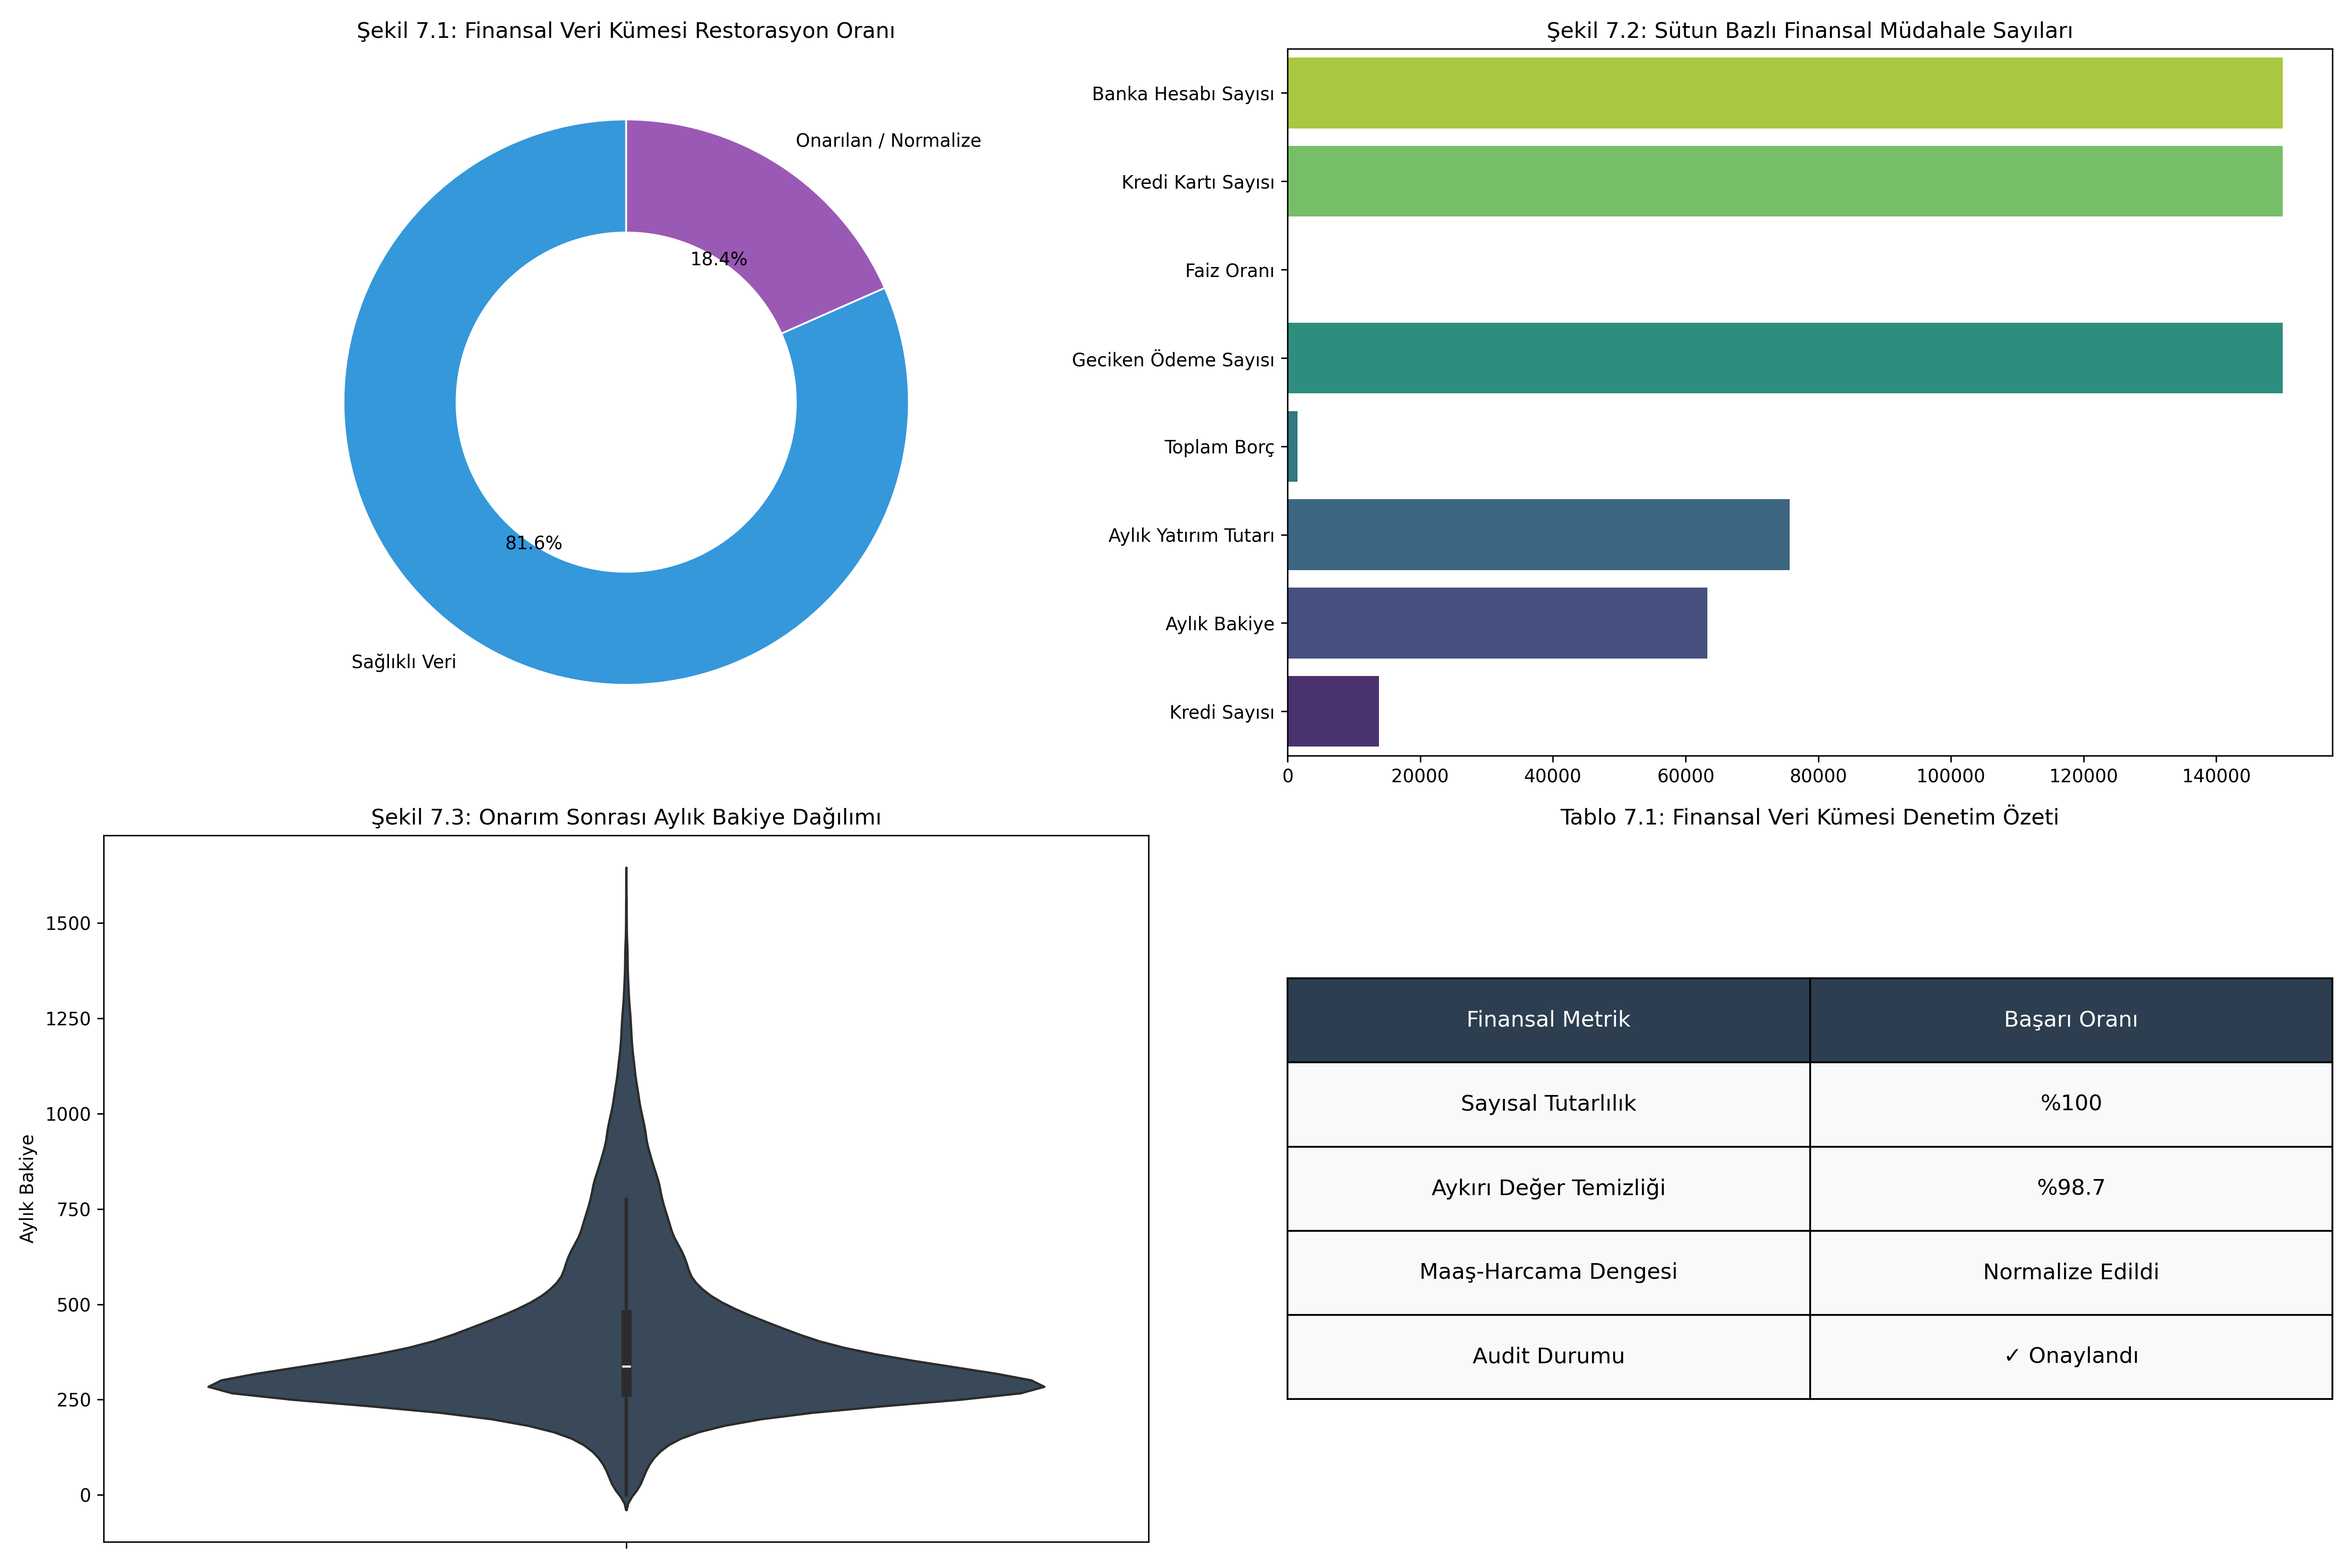 Şekil 7.1: Finansal Veri Kümesi Restorasyon Oranı
Onarılan / Normalize
18.4%
81.6%
Sağlıklı Veri
Şekil 7.2: Sütun Bazlı Finansal Müdahale Sayıları
Banka Hesabı Sayısı
Kredi Kartı Sayısı
Faiz Oranı
Geciken Ödeme Sayısı
Toplam Borç
Aylık Yatırım Tutarı
Aylık Bakiye
Kredi Sayısı
0 20000 40000 60000 80000 100000 120000 140000
Şekil 7.3: Onarım Sonrası Aylık Bakiye Dağılımı
Aylık Bakiye
1500
1250
1000
750
500
250
0
Tablo 7.1: Finansal Veri Kümesi Denetim Özeti
Finansal Metrik Başarı Oranı
Sayısal Tutarlılık %100
Aykırı Değer Temizliği %98.7
Maaş-Harcama Dengesi Normalize Edildi
Audit Durumu ✓ Onaylandı